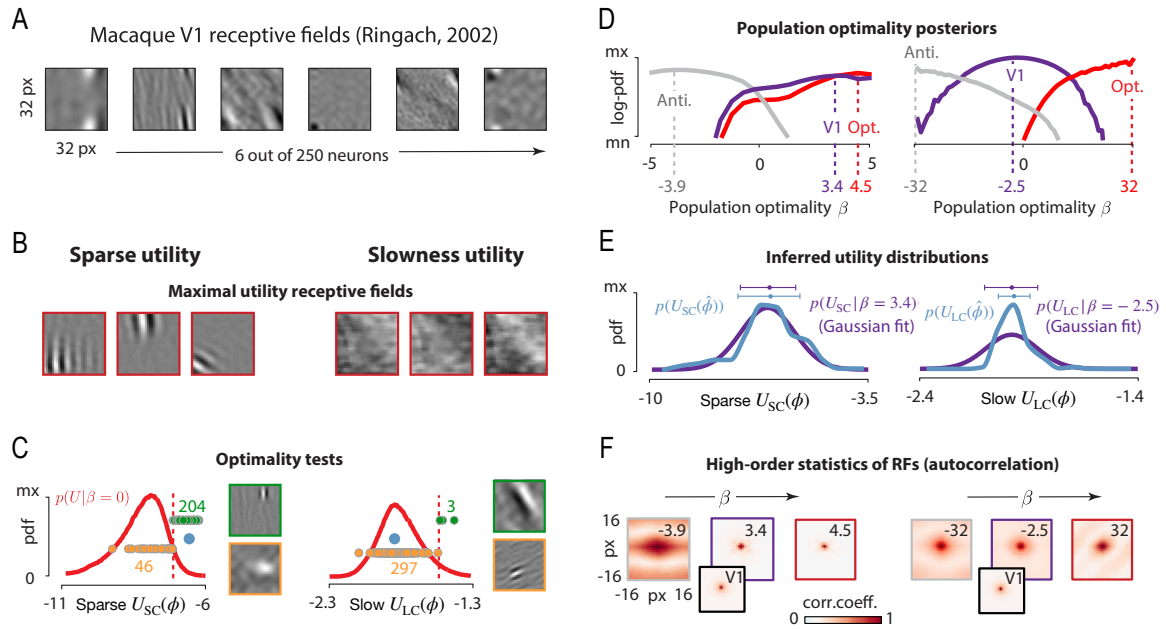 A
Macaque V1 receptive fields (Ringach, 2002)
32 px
32 px
6 out of 250 neurons
B
Sparse utility
Slowness utility
Maximal utility receptive fields
C
Optimality tests
mx
pdf
0
p(U|β = 0)
204
46
-11
Sparse U_SC(ϕ)
-6
3
297
-2.3
Slow U_LC(ϕ)
-1.3
D
Population optimality posteriors
mx
log-pdf
mn
Anti.
V1
Opt.
-5
0
5
-3.9
3.4
4.5
Population optimality β
Anti.
V1
Opt.
0
-32
-2.5
32
Population optimality β
E
Inferred utility distributions
mx
pdf
0
p(U_SC(ϕ̂))
p(U_SC|β = 3.4)
(Gaussian fit)
-10
Sparse U_SC(ϕ)
-3.5
p(U_LC(ϕ̂))
p(U_LC|β = − 2.5)
(Gaussian fit)
-2.4
Slow U_LC(ϕ)
-1.4
F
High-order statistics of RFs (autocorrelation)
β
β
16
px
-16
-16 px 16
-3.9
3.4
4.5
V1
-32
-2.5
32
V1
corr.coeff.
0
1